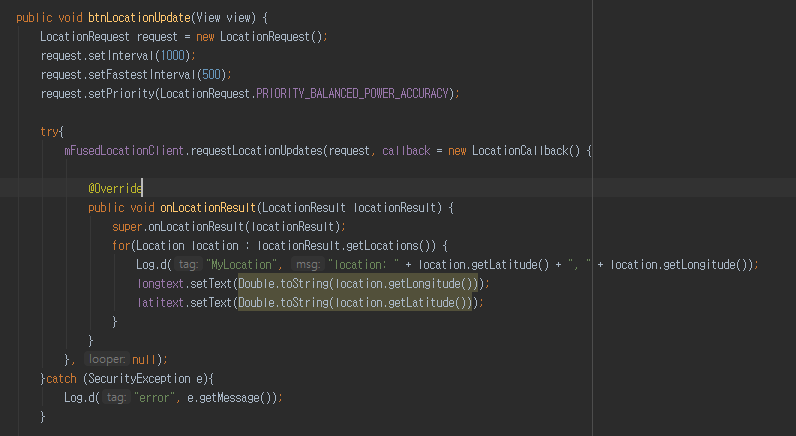 public void btnLocationUpdate(View view) {
LocationRequest request = new LocationRequest();
request.setInterval(1000);
request.setFastestInterval(500);
request.setPriority(LocationRequest.PRIORITY_BALANCED_POWER_ACCURACY);
try{
mFusedLocationClient.requestLocationUpdates(request, callback = new LocationCallback() {
@Override
public void onLocationResult(LocationResult locationResult) {
super.onLocationResult(locationResult);
for(Location location : locationResult.getLocations()) {
Log.d( tag: "MyLocation", msg: "location: " + location.getLatitude() + ", " + location.getLongitude());
longtext.setText(Double.toString(location.getLongitude()));
latitext.setText(Double.toString(location.getLatitude()));
}
}
}, looper: null);
}catch (SecurityException e){
Log.d( tag: "error", e.getMessage());
}